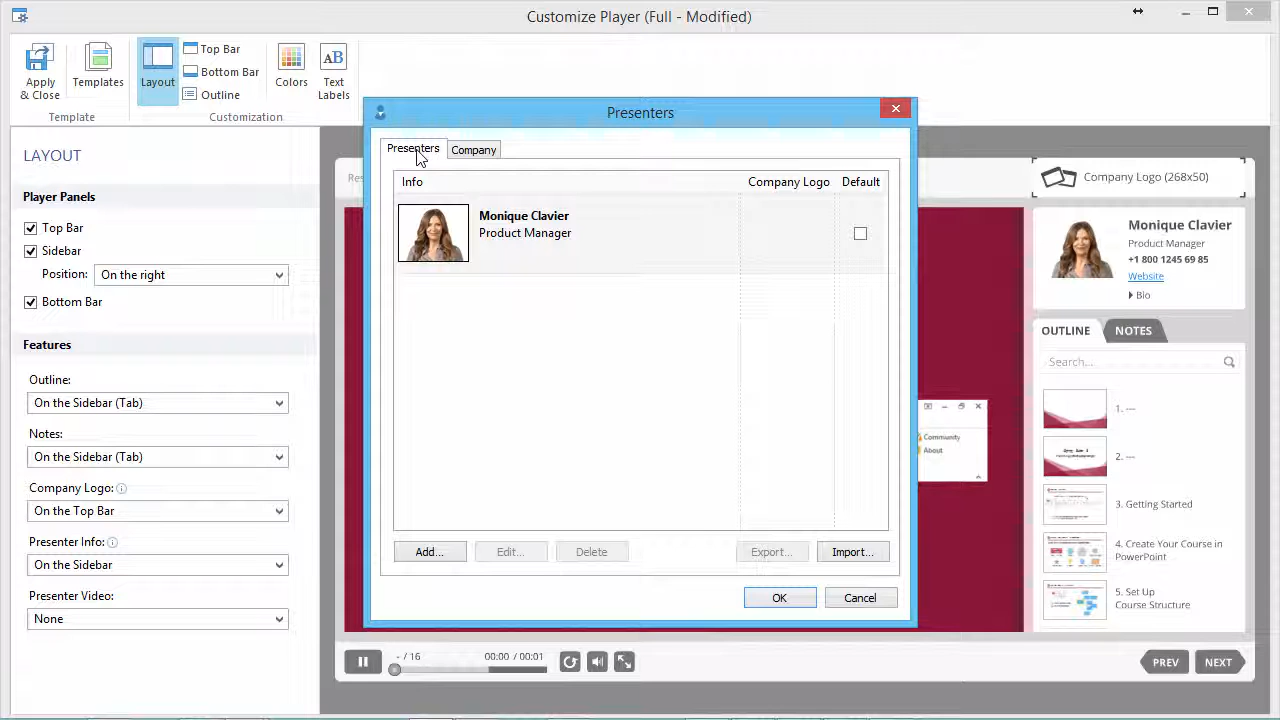 Customize Player (Full - Modified)
Apply
& Close
Templates
Template
Layout
Top Bar
Bottom Bar
Outline
Customization
Colors
AB
Text
Labels
LAYOUT
Player Panels
Top Bar
Sidebar
Position:
On the right
Bottom Bar
Features
Outline:
On the Sidebar (Tab)
Notes:
On the Sidebar (Tab)
Company Logo:
On the Top Bar
Presenter Info:
On the Sidebar
Presenter Video:
None
Presenters
Presenters
Company
Info
Company Logo
Default
Monique Clavier
Product Manager
Add...
Edit
Delete
Export
Import...
OK
Cancel
Res
Company Logo (268x50)
Monique Clavier
Product Manager
+1 800 1245 69 85
Website
Bio
OUTLINE
NOTES
Search...
1. ---
2. ---
3. Getting Started
4. Create Your Course in
PowerPoint
5. Set Up
Course Structure
Community
About
- / 16
00:00 / 00:01
PREV
NEXT